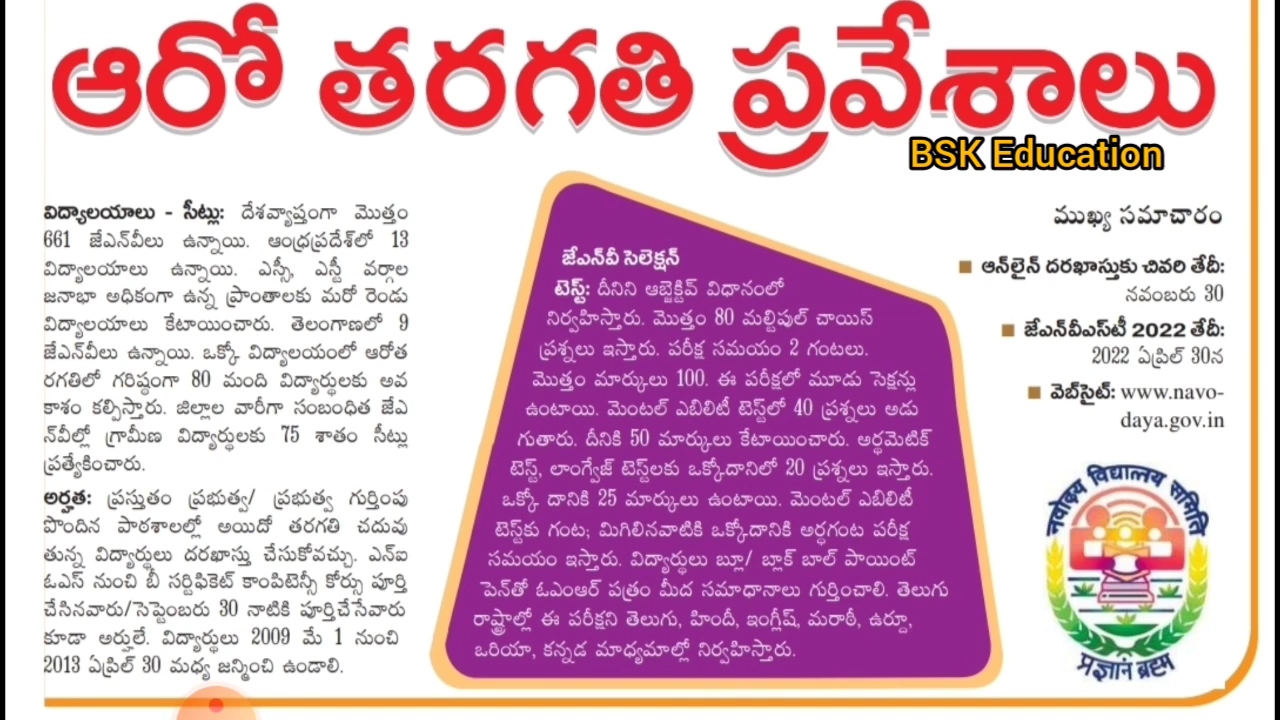 ఆరో తరగతి ప్రవేశాలు
BSK Education
విద్యాలయాలు - సీట్లు: దేశవ్యాప్తంగా మొత్తం
661 జేఎన్‌వీలు ఉన్నాయి. ఆంధ్రప్రదేశ్‌లో 13
విద్యాలయాలు ఉన్నాయి. ఎస్సీ, ఎస్టీ వర్గాల
జనాభా అధికంగా ఉన్న ప్రాంతాలకు మరో రెండు
విద్యాలయాలు కేటాయించారు. తెలంగాణలో 9
జేఎన్‌వీలు ఉన్నాయి. ఒక్కో విద్యాలయంలో ఆరోత
రగతిలో గరిష్ఠంగా 80 మంది విద్యార్థులకు అవ
కాశం కల్పిస్తారు. జిల్లాల వారీగా సంబంధిత జేఎ
న్‌వీల్లో గ్రామీణ విద్యార్థులకు 75 శాతం సీట్లు
ప్రత్యేకించారు.
అర్హత: ప్రస్తుతం ప్రభుత్వ/ ప్రభుత్వ గుర్తింపు
పొందిన పాఠశాలల్లో అయిదో తరగతి చదువు
తున్న విద్యార్థులు దరఖాస్తు చేసుకోవచ్చు. ఎన్ఐ
ఓఎస్ నుంచి బీ సర్టిఫికెట్ కాంపిటెన్సీ కోర్సు పూర్తి
చేసినవారు/సెప్టెంబరు 30 నాటికి పూర్తిచేసేవారు
కూడా అర్హులే. విద్యార్థులు 2009 మే 1 నుంచి
2013 ఏప్రిల్ 30 మధ్య జన్మించి ఉండాలి.
జేఎన్‌వీ సెలెక్షన్
టెస్ట్: దీనిని ఆబ్జెక్టివ్ విధానంలో
నిర్వహిస్తారు. మొత్తం 80 మల్టిపుల్ చాయిస్
ప్రశ్నలు ఇస్తారు. పరీక్ష సమయం 2 గంటలు.
మొత్తం మార్కులు 100. ఈ పరీక్షలో మూడు సెక్షన్లు
ఉంటాయి. మెంటల్ ఎబిలిటీ టెస్ట్‌లో 40 ప్రశ్నలు అడు
గుతారు. దీనికి 50 మార్కులు కేటాయించారు. అర్థమెటిక్
టెస్ట్, లాంగ్వేజ్ టెస్ట్‌లకు ఒక్కోదానిలో 20 ప్రశ్నలు ఇస్తారు.
ఒక్కో దానికి 25 మార్కులు ఉంటాయి. మెంటల్ ఎబిలిటీ
టెస్ట్‌కు గంట; మిగిలినవాటికి ఒక్కోదానికి అర్ధగంట పరీక్ష
సమయం ఇస్తారు. విద్యార్థులు బ్లూ/ బ్లాక్ బాల్ పాయింట్
పెన్‌తో ఓఎంఆర్ పత్రం మీద సమాధానాలు గుర్తించాలి. తెలుగు
రాష్ట్రాల్లో ఈ పరీక్షని తెలుగు, హిందీ, ఇంగ్లీష్, మరాఠీ, ఉర్దూ,
ఒరియా, కన్నడ మాధ్యమాల్లో నిర్వహిస్తారు.
ముఖ్య సమాచారం
ఆన్‌లైన్ దరఖాస్తుకు చివరి తేదీ:
నవంబరు 30
జేఎన్‌వీఎస్‌టీ 2022 తేదీ:
2022 ఏప్రిల్ 30న
వెబ్‌సైట్: www.navo-
daya.gov.in
नवोदय विद्यालय समिति
प्रज्ञानं ब्रह्म